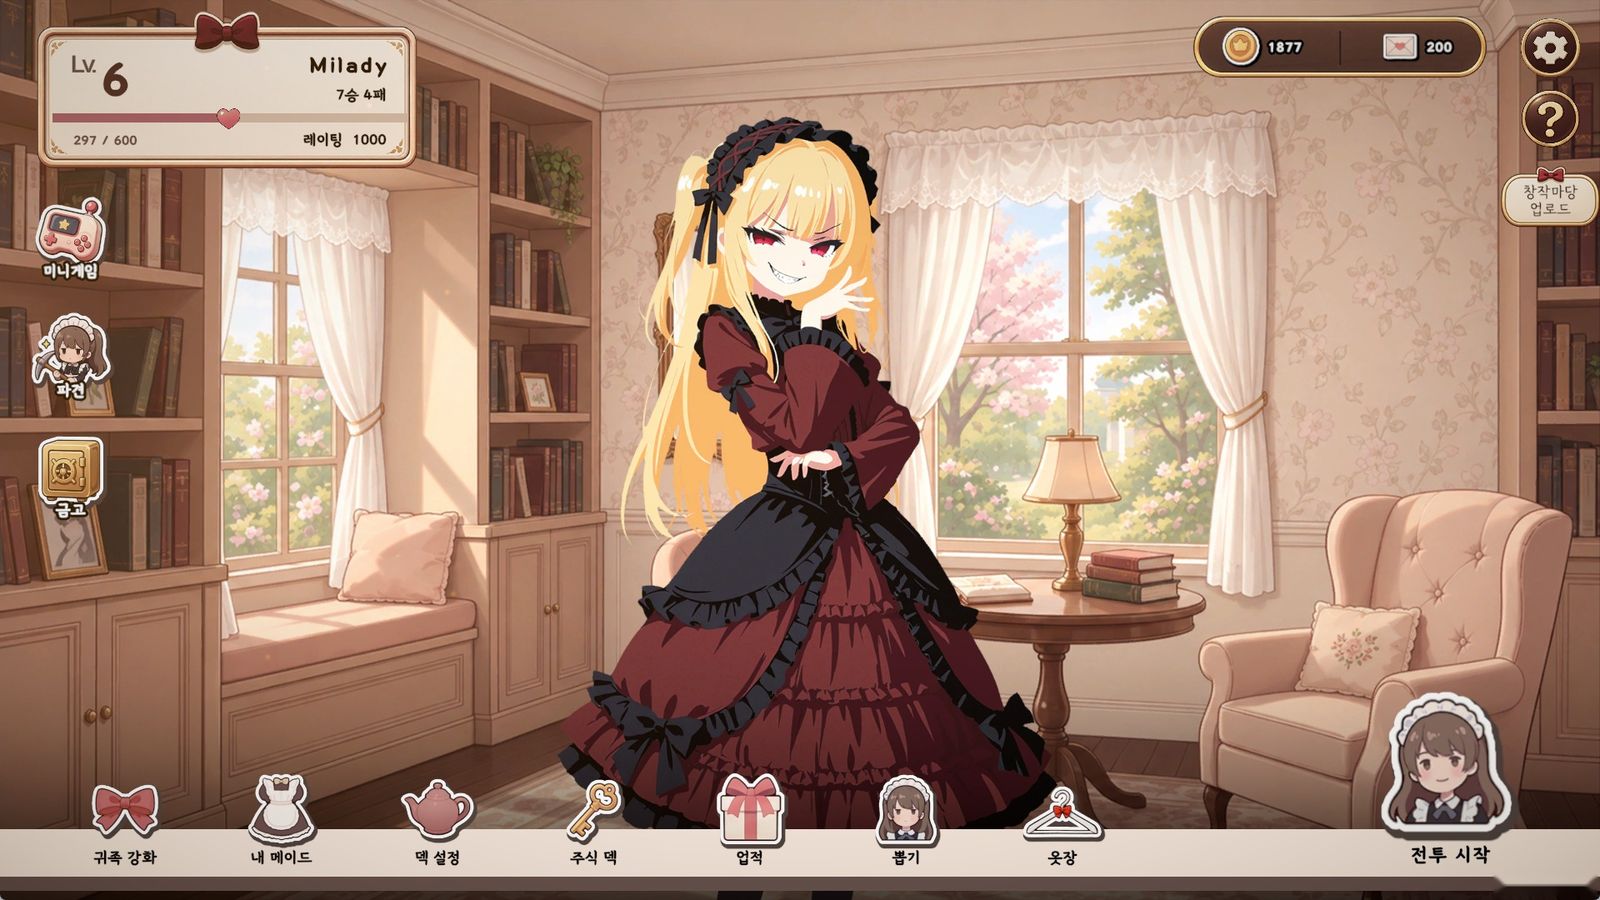 Lv. 6
Milady
7승 4패
297 / 600
레이팅 1000
1877
200
?
창작마당
업로드
미니게임
파견
금고
귀족 강화
내 메이드
덱 설정
주식 덱
업적
뽑기
옷장
전투 시작